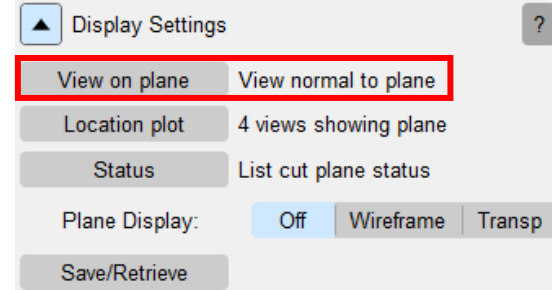 Display Settings ?
View on plane View normal to plane
Location plot 4 views showing plane
Status List cut plane status
Plane Display: Off Wireframe Transp
Save/Retrieve